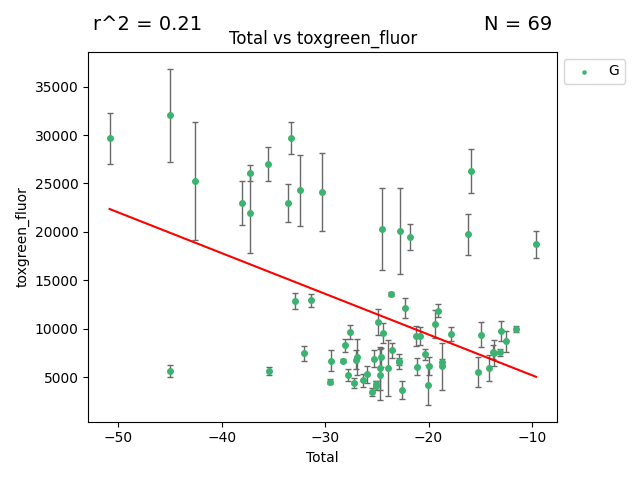 r^2 = 0.21
N = 69
Total vs toxgreen_fluor
G
35000
30000
25000
20000
15000
10000
5000
toxgreen_fluor
−50
−40
−30
−20
−10
Total